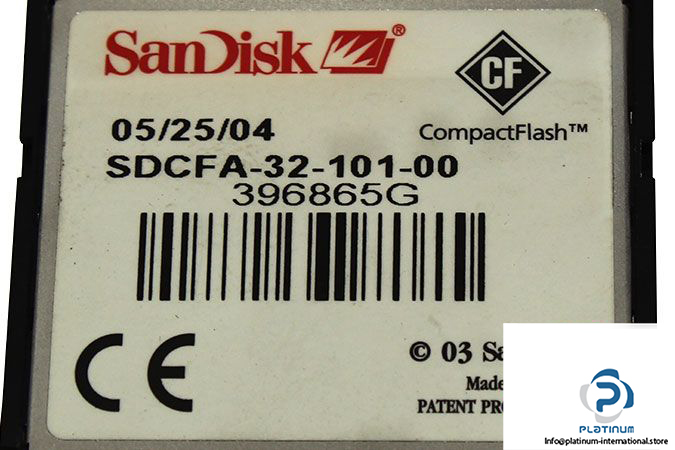 SanDisk®
CF
CompactFlash™
05/25/04
SDCFA-32-101-00
396865G
CE
© 03
Made
PATENT
PLATINUM
Info@platinum-international.store